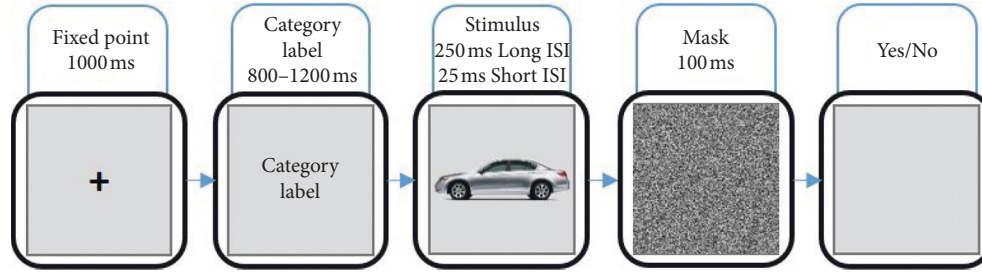 Fixed point
1000 ms
Category
label
800–1200 ms
Stimulus
250 ms Long ISI
25 ms Short ISI
Mask
100 ms
Yes/No
+
Category
label